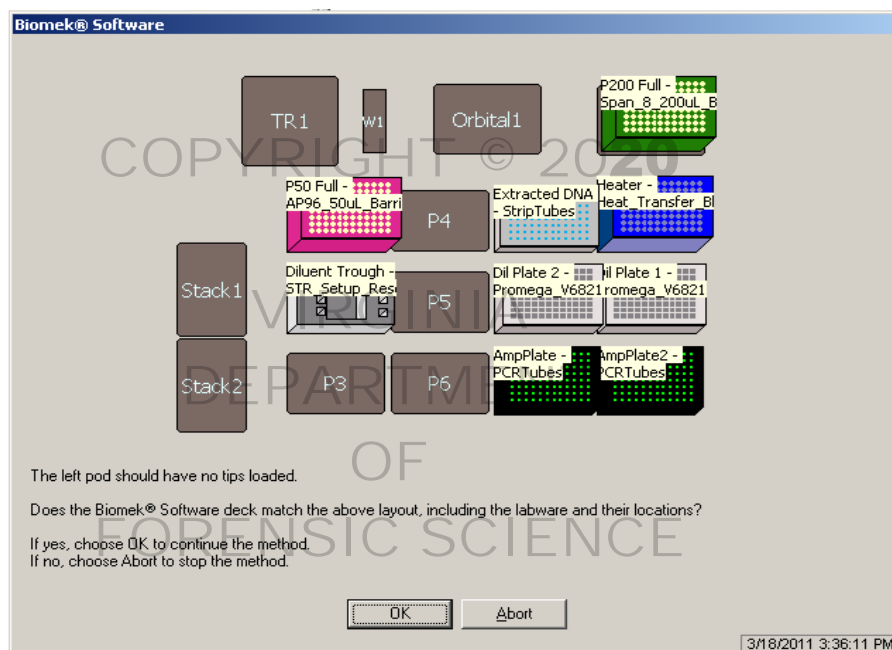 Biomek® Software
P200 Full -
Span_8_200uL_B
TR1
W1
Orbital1
COPYRIGHT © 2020
P50 Full -
AP96_50uL_Barri
P4
Extracted DNA
- StripTubes
Heater -
Heat_Transfer_Bl
Stack1
Diluent Trough -
STR_Setup_Rese
P5
Dil Plate 2 -
Promega_V6821
Dil Plate 1 -
romega_V6821
VIRGINIA
Stack2
P3
P6
AmpPlate -
PCRTubes
AmpPlate2 -
PCRTubes
DEPARTMENT
OF
The left pod should have no tips loaded.
Does the Biomek® Software deck match the above layout, including the labware and their locations?
FORENSIC SCIENCE
If yes, choose OK to continue the method.
If no, choose Abort to stop the method.
OK
Abort
3/18/2011 3:36:11 PM